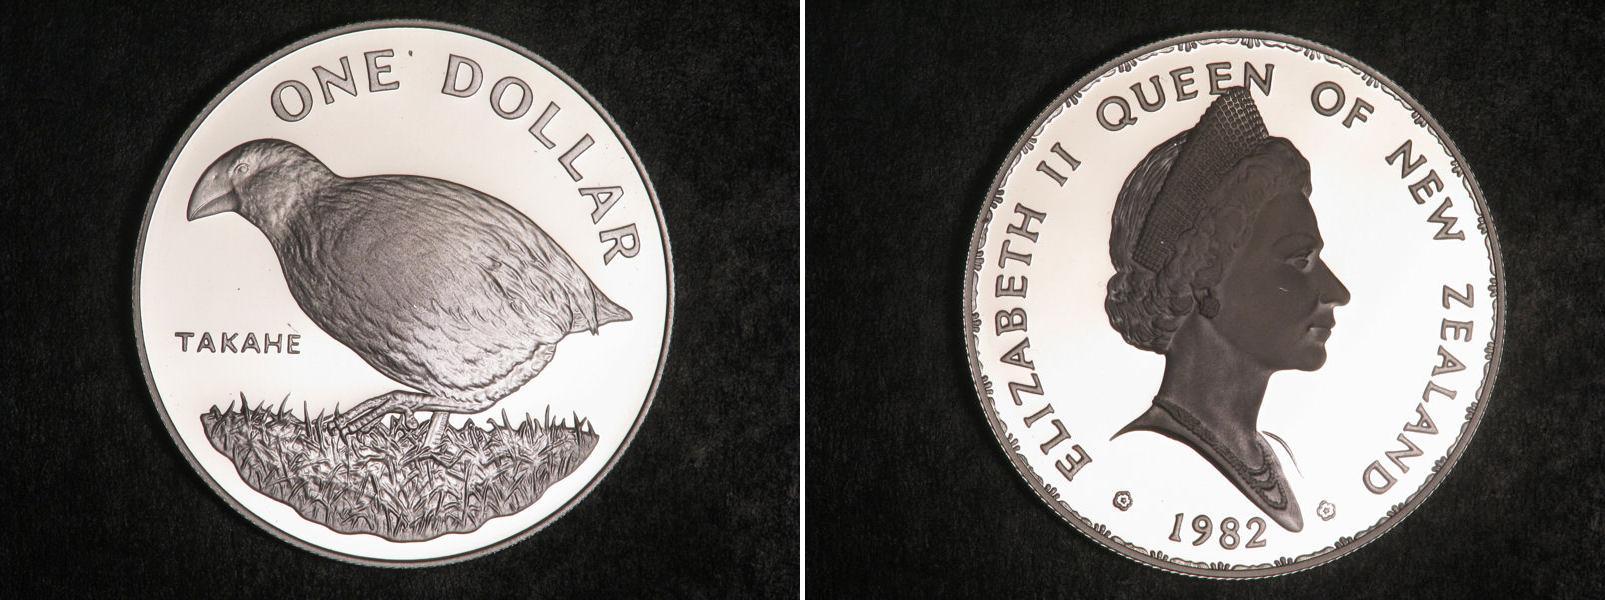 ONE DOLLAR
TAKAHE
ELIZABETH II QUEEN OF NEW ZEALAND
1982